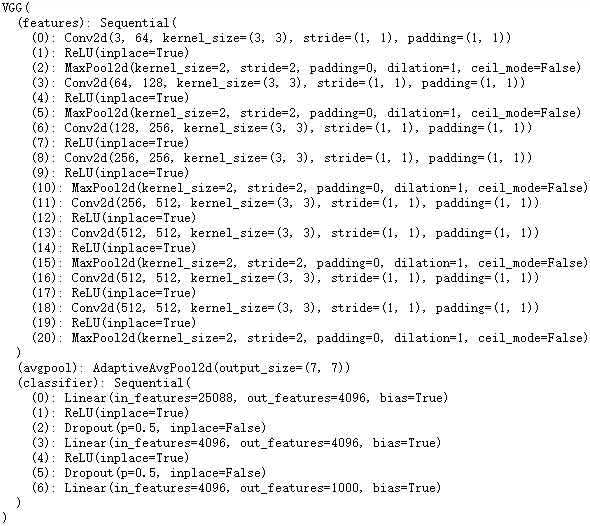 VGG(
  (features): Sequential(
    (0): Conv2d(3, 64, kernel_size=(3, 3), stride=(1, 1), padding=(1, 1))
    (1): ReLU(inplace=True)
    (2): MaxPool2d(kernel_size=2, stride=2, padding=0, dilation=1, ceil_mode=False)
    (3): Conv2d(64, 128, kernel_size=(3, 3), stride=(1, 1), padding=(1, 1))
    (4): ReLU(inplace=True)
    (5): MaxPool2d(kernel_size=2, stride=2, padding=0, dilation=1, ceil_mode=False)
    (6): Conv2d(128, 256, kernel_size=(3, 3), stride=(1, 1), padding=(1, 1))
    (7): ReLU(inplace=True)
    (8): Conv2d(256, 256, kernel_size=(3, 3), stride=(1, 1), padding=(1, 1))
    (9): ReLU(inplace=True)
    (10): MaxPool2d(kernel_size=2, stride=2, padding=0, dilation=1, ceil_mode=False)
    (11): Conv2d(256, 512, kernel_size=(3, 3), stride=(1, 1), padding=(1, 1))
    (12): ReLU(inplace=True)
    (13): Conv2d(512, 512, kernel_size=(3, 3), stride=(1, 1), padding=(1, 1))
    (14): ReLU(inplace=True)
    (15): MaxPool2d(kernel_size=2, stride=2, padding=0, dilation=1, ceil_mode=False)
    (16): Conv2d(512, 512, kernel_size=(3, 3), stride=(1, 1), padding=(1, 1))
    (17): ReLU(inplace=True)
    (18): Conv2d(512, 512, kernel_size=(3, 3), stride=(1, 1), padding=(1, 1))
    (19): ReLU(inplace=True)
    (20): MaxPool2d(kernel_size=2, stride=2, padding=0, dilation=1, ceil_mode=False)
  )
  (avgpool): AdaptiveAvgPool2d(output_size=(7, 7))
  (classifier): Sequential(
    (0): Linear(in_features=25088, out_features=4096, bias=True)
    (1): ReLU(inplace=True)
    (2): Dropout(p=0.5, inplace=False)
    (3): Linear(in_features=4096, out_features=4096, bias=True)
    (4): ReLU(inplace=True)
    (5): Dropout(p=0.5, inplace=False)
    (6): Linear(in_features=4096, out_features=1000, bias=True)
  )
)